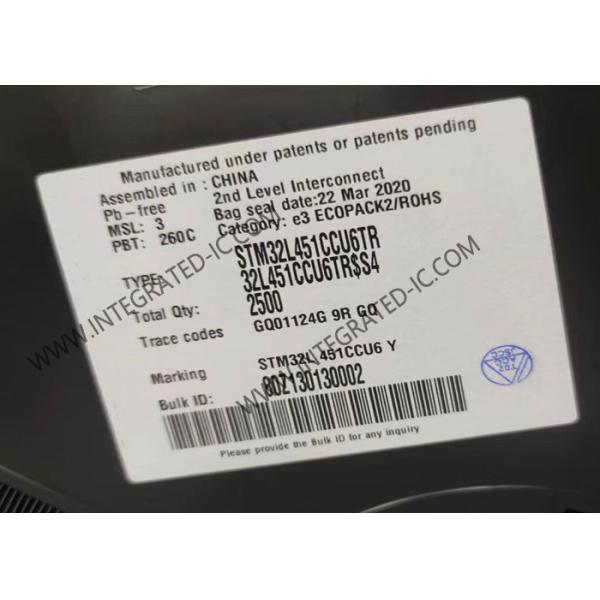 Manufactured under patents or patents pending
Assembled in : CHINA
Pb-free 2nd Level Interconnect
MSL: 3 Bag seal date:22 Mar 2020
PBT: 260C Category: e3 ECOPACK2/ROHS
TYPE: STM32L451CCU6TR
32L451CCU6TR$S4
Total Qty: 2500
Trace codes GQ01124G 9R GQ
Marking STM32L 451CCU6 Y
Bulk ID: 80Z130130002
Please provide the Bulk ID for any inquiry
WWW.INTEGRATED-IC.COM
WWW.INTEGRATED-IC.COM